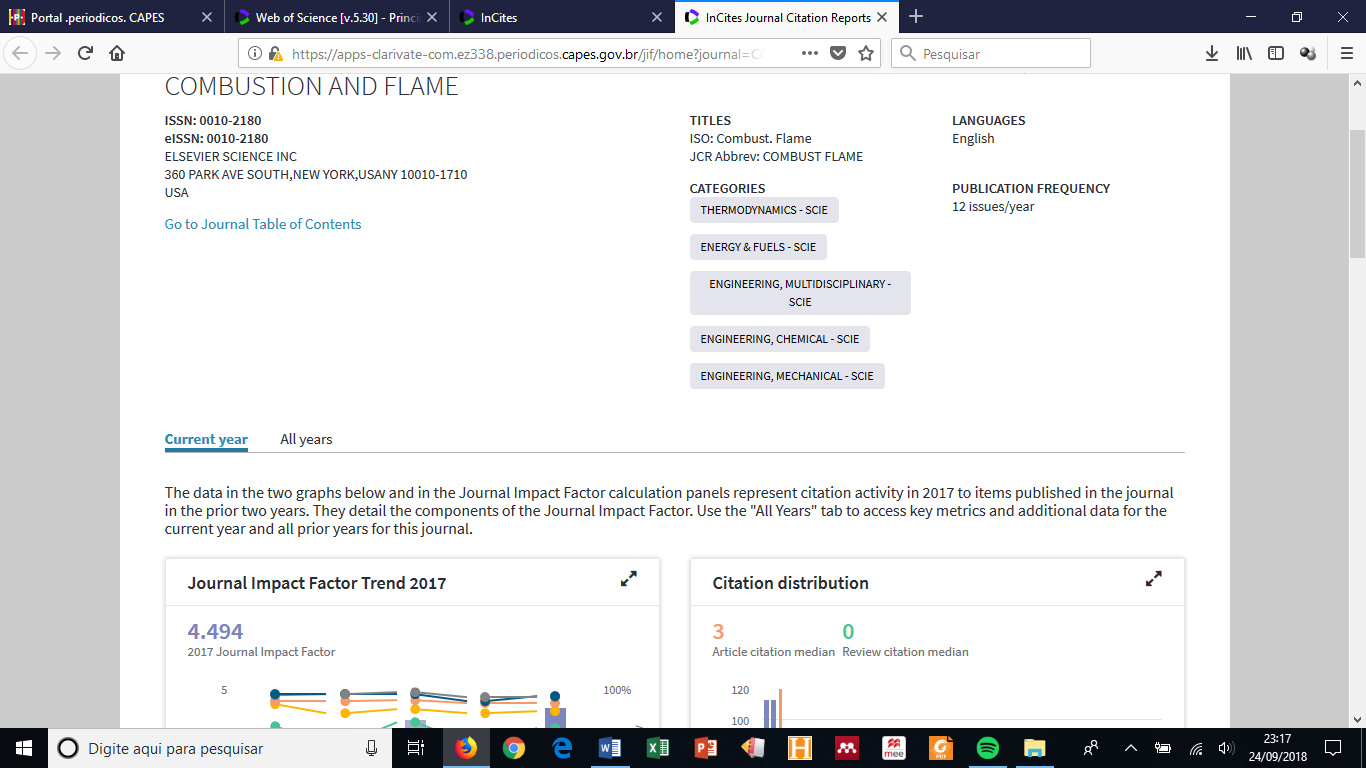 Portal .periodicos. CAPES
Web of Science [v.5.30] - Princi
InCites
InCites Journal Citation Reports
https://apps-clarivate-com.ez338.periodicos.capes.gov.br/jif/home?journal=CO
Pesquisar
COMBUSTION AND FLAME
ISSN: 0010-2180
eISSN: 0010-2180
ELSEVIER SCIENCE INC
360 PARK AVE SOUTH,NEW YORK,USANY 10010-1710
USA
Go to Journal Table of Contents
TITLES
ISO: Combust. Flame
JCR Abbrev: COMBUST FLAME
CATEGORIES
THERMODYNAMICS - SCIE
ENERGY & FUELS - SCIE
ENGINEERING, MULTIDISCIPLINARY -
SCIE
ENGINEERING, CHEMICAL - SCIE
ENGINEERING, MECHANICAL - SCIE
LANGUAGES
English
PUBLICATION FREQUENCY
12 issues/year
Current year
All years
The data in the two graphs below and in the Journal Impact Factor calculation panels represent citation activity in 2017 to items published in the journal
in the prior two years. They detail the components of the Journal Impact Factor. Use the "All Years" tab to access key metrics and additional data for the
current year and all prior years for this journal.
Journal Impact Factor Trend 2017
4.494
2017 Journal Impact Factor
5
100%
Citation distribution
3
Article citation median
0
Review citation median
120
100
Digite aqui para pesquisar
mee
PDF
23:17
24/09/2018